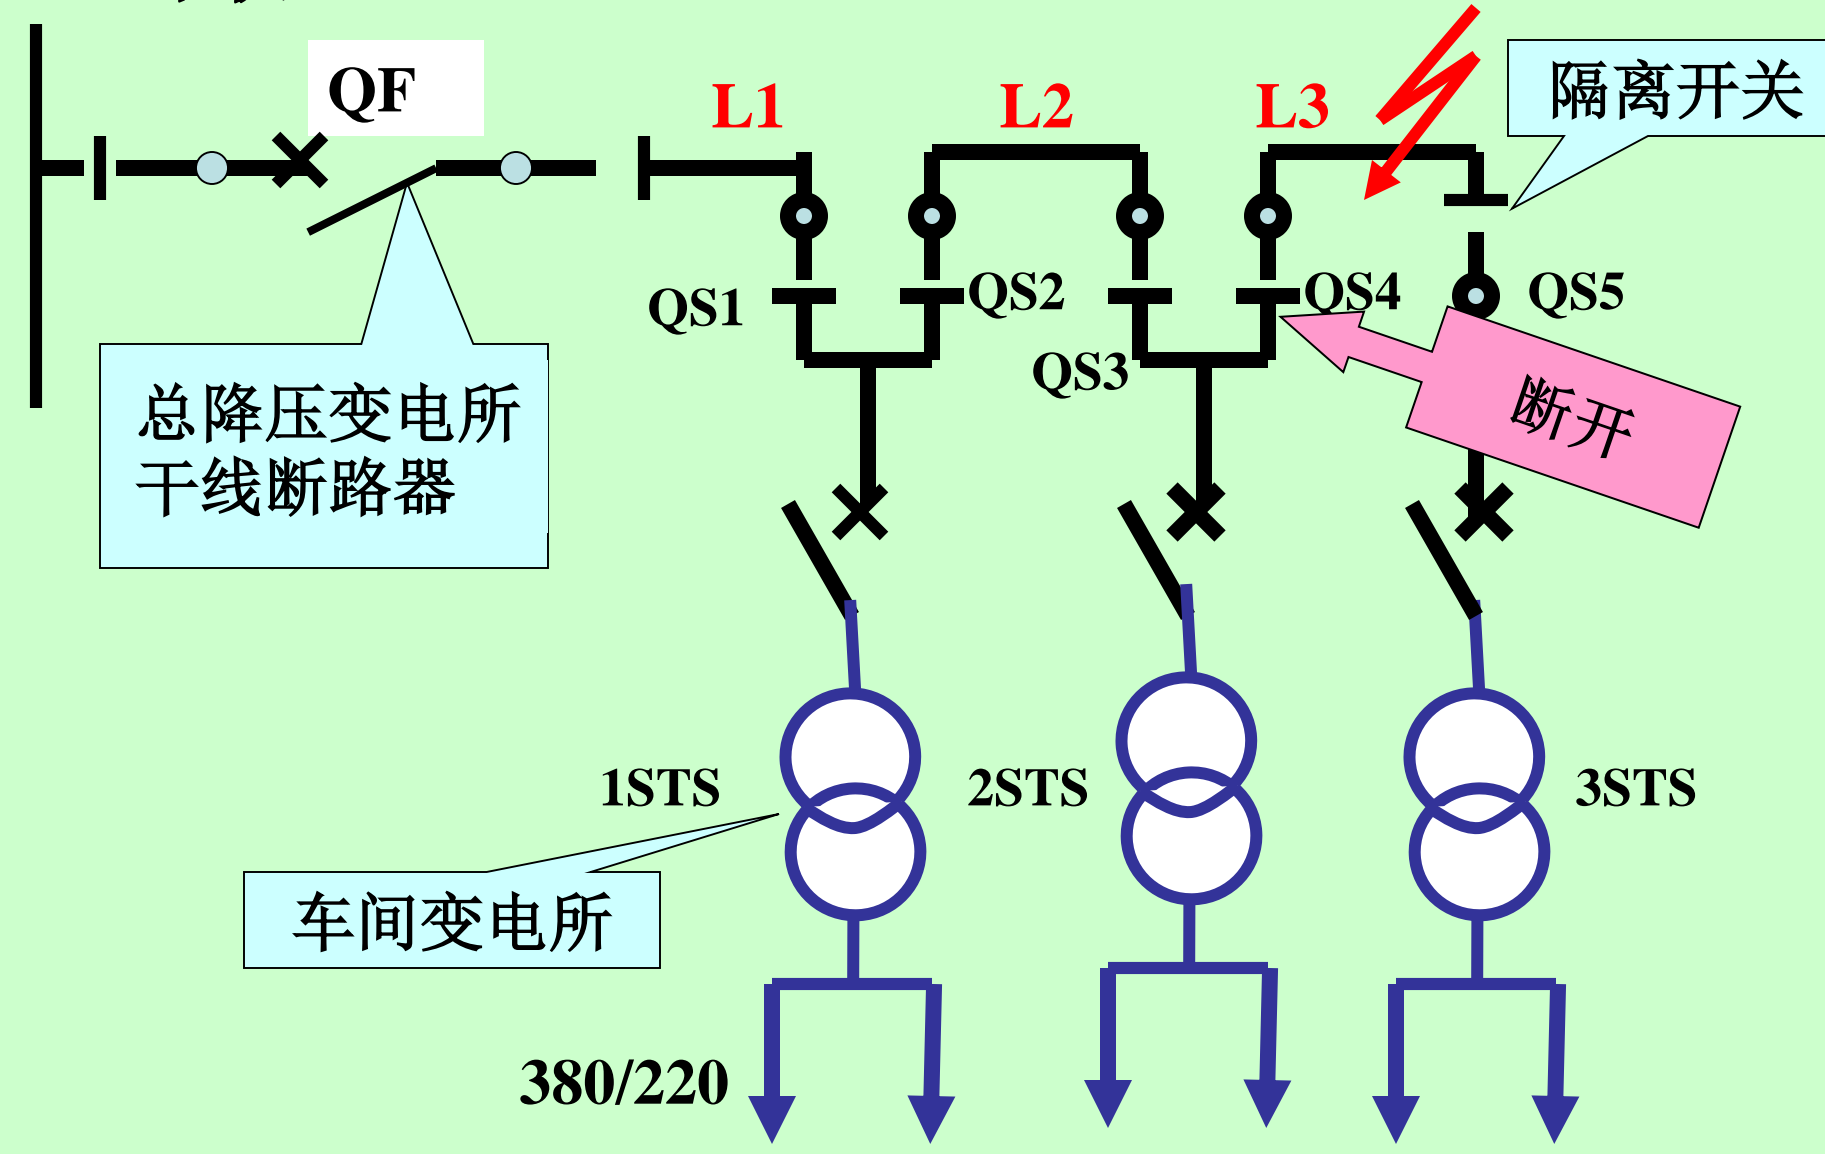 QF
L1
L2
L3
隔离开关
QS1
QS2
QS4
QS5
QS3
断开
总降压变电所
干线断路器
1STS
2STS
3STS
车间变电所
380/220